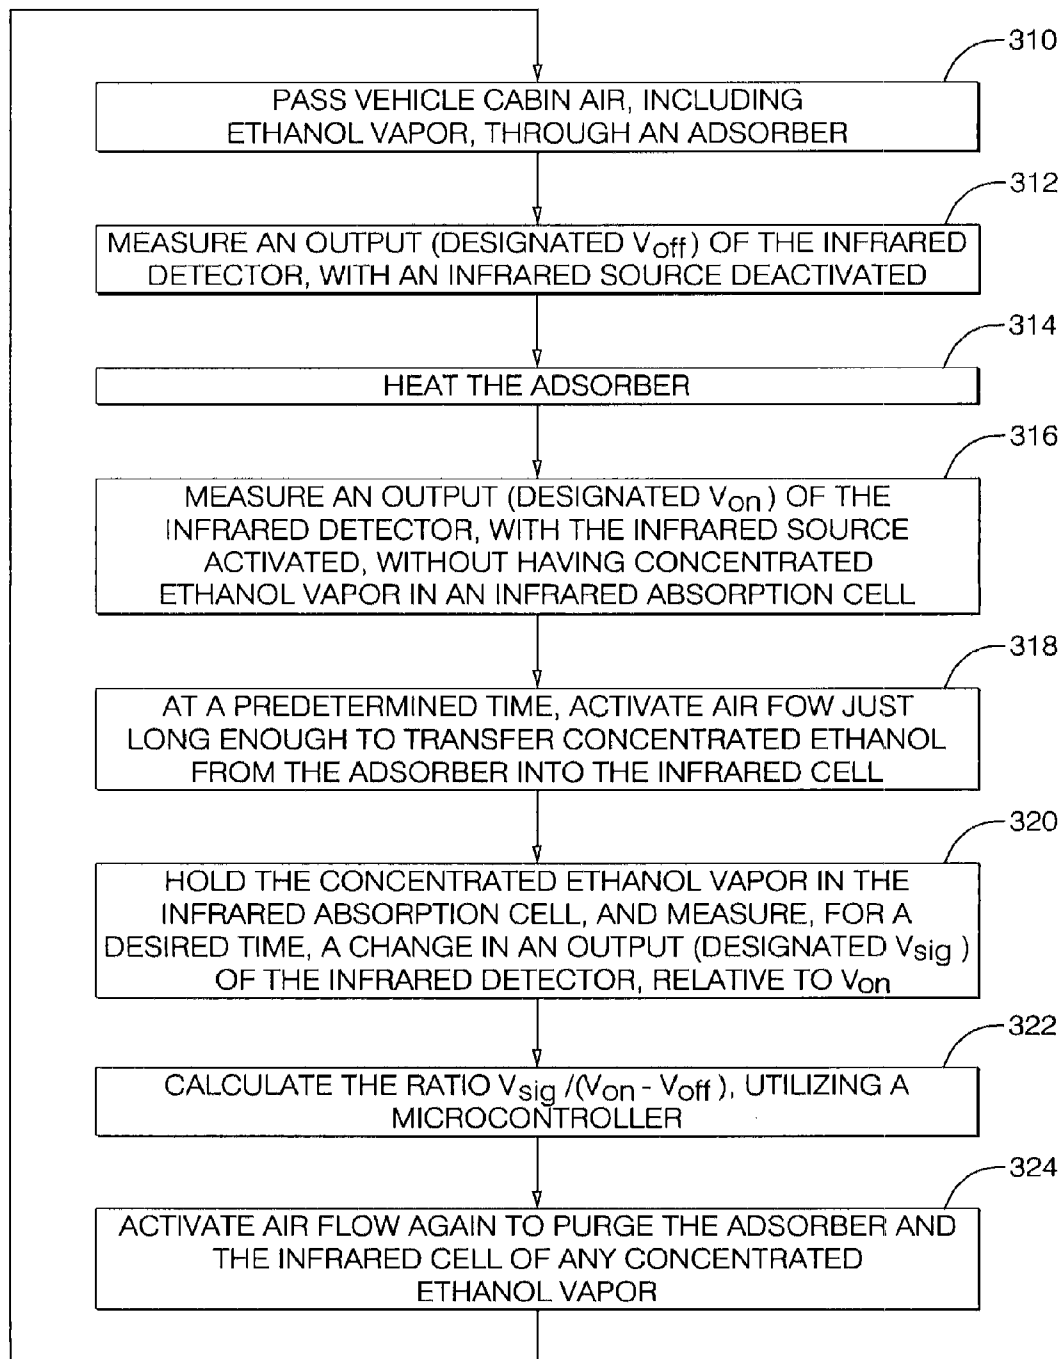 310
PASS VEHICLE CABIN AIR, INCLUDING
ETHANOL VAPOR, THROUGH AN ADSORBER
312
MEASURE AN OUTPUT (DESIGNATED Voff) OF THE INFRARED
DETECTOR, WITH AN INFRARED SOURCE DEACTIVATED
314
HEAT THE ADSORBER
316
MEASURE AN OUTPUT (DESIGNATED Von) OF THE
INFRARED DETECTOR, WITH THE INFRARED SOURCE
ACTIVATED, WITHOUT HAVING CONCENTRATED
ETHANOL VAPOR IN AN INFRARED ABSORPTION CELL
318
AT A PREDETERMINED TIME, ACTIVATE AIR FOW JUST
LONG ENOUGH TO TRANSFER CONCENTRATED ETHANOL
FROM THE ADSORBER INTO THE INFRARED CELL
320
HOLD THE CONCENTRATED ETHANOL VAPOR IN THE
INFRARED ABSORPTION CELL, AND MEASURE, FOR A
DESIRED TIME, A CHANGE IN AN OUTPUT (DESIGNATED Vsig)
OF THE INFRARED DETECTOR, RELATIVE TO Von
322
CALCULATE THE RATIO Vsig/(Von - Voff), UTILIZING A
MICROCONTROLLER
324
ACTIVATE AIR FLOW AGAIN TO PURGE THE ADSORBER AND
THE INFRARED CELL OF ANY CONCENTRATED
ETHANOL VAPOR